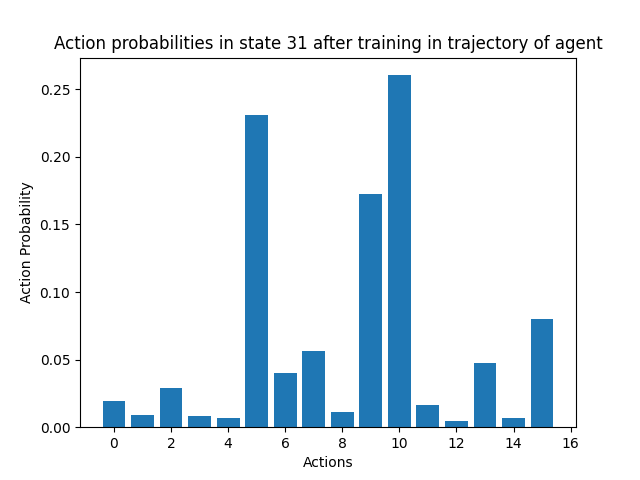 Action probabilities in state 31 after training in trajectory of agent
Action Probability
0.25
0.20
0.15
0.10
0.05
0.00
0 2 4 6 8 10 12 14 16
Actions